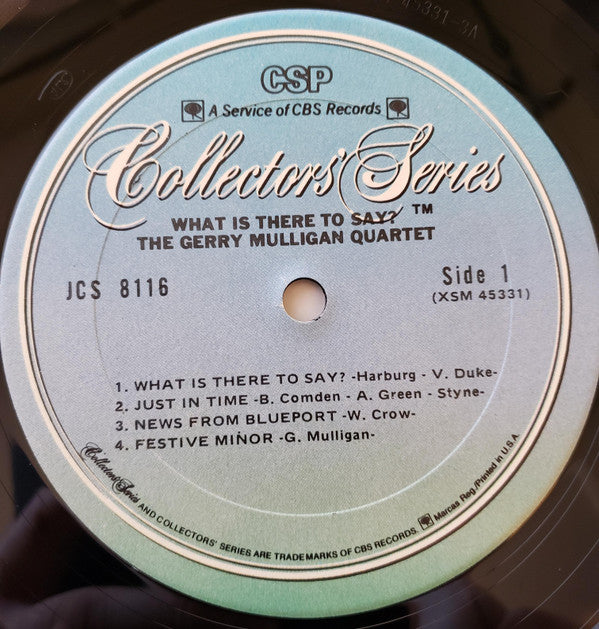 45331-3A
CSP
A Service of CBS Records
Collectors' Series
WHAT IS THERE TO SAY? ™
THE GERRY MULLIGAN QUARTET
JCS 8116
Side 1
(XSM 45331)
1. WHAT IS THERE TO SAY? -Harburg - V. Duke-
2. JUST IN TIME -B. Comden - A. Green - Styne-
3. NEWS FROM BLUEPORT -W. Crow-
4. FESTIVE MINOR -G. Mulligan-
Collectors' Series AND COLLECTORS' SERIES ARE TRADEMARKS OF CBS RECORDS. Marcas Reg./Printed in U.S.A.